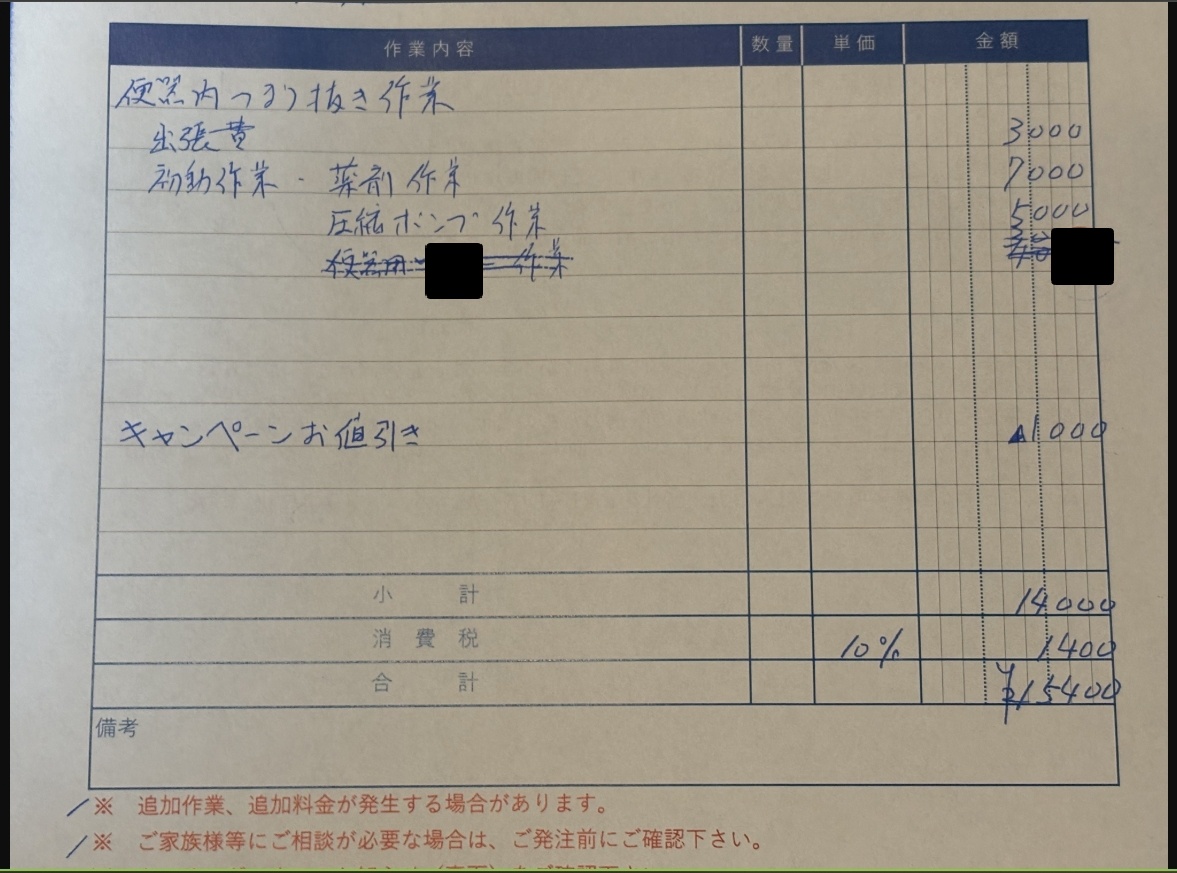 作業内容 数量 単価 金額
便器内つまり抜き作業
出張費 3000
初動作業・薬剤作業 7000
圧縮ポンプ作業 5000
便器用 作業
キャンペーンお値引き ▲1000
小計 14000
消費税 10% 1400
合計 ¥15400
備考
※ 追加作業、追加料金が発生する場合があります。
※ ご家族様等にご相談が必要な場合は、ご発注前にご確認下さい。